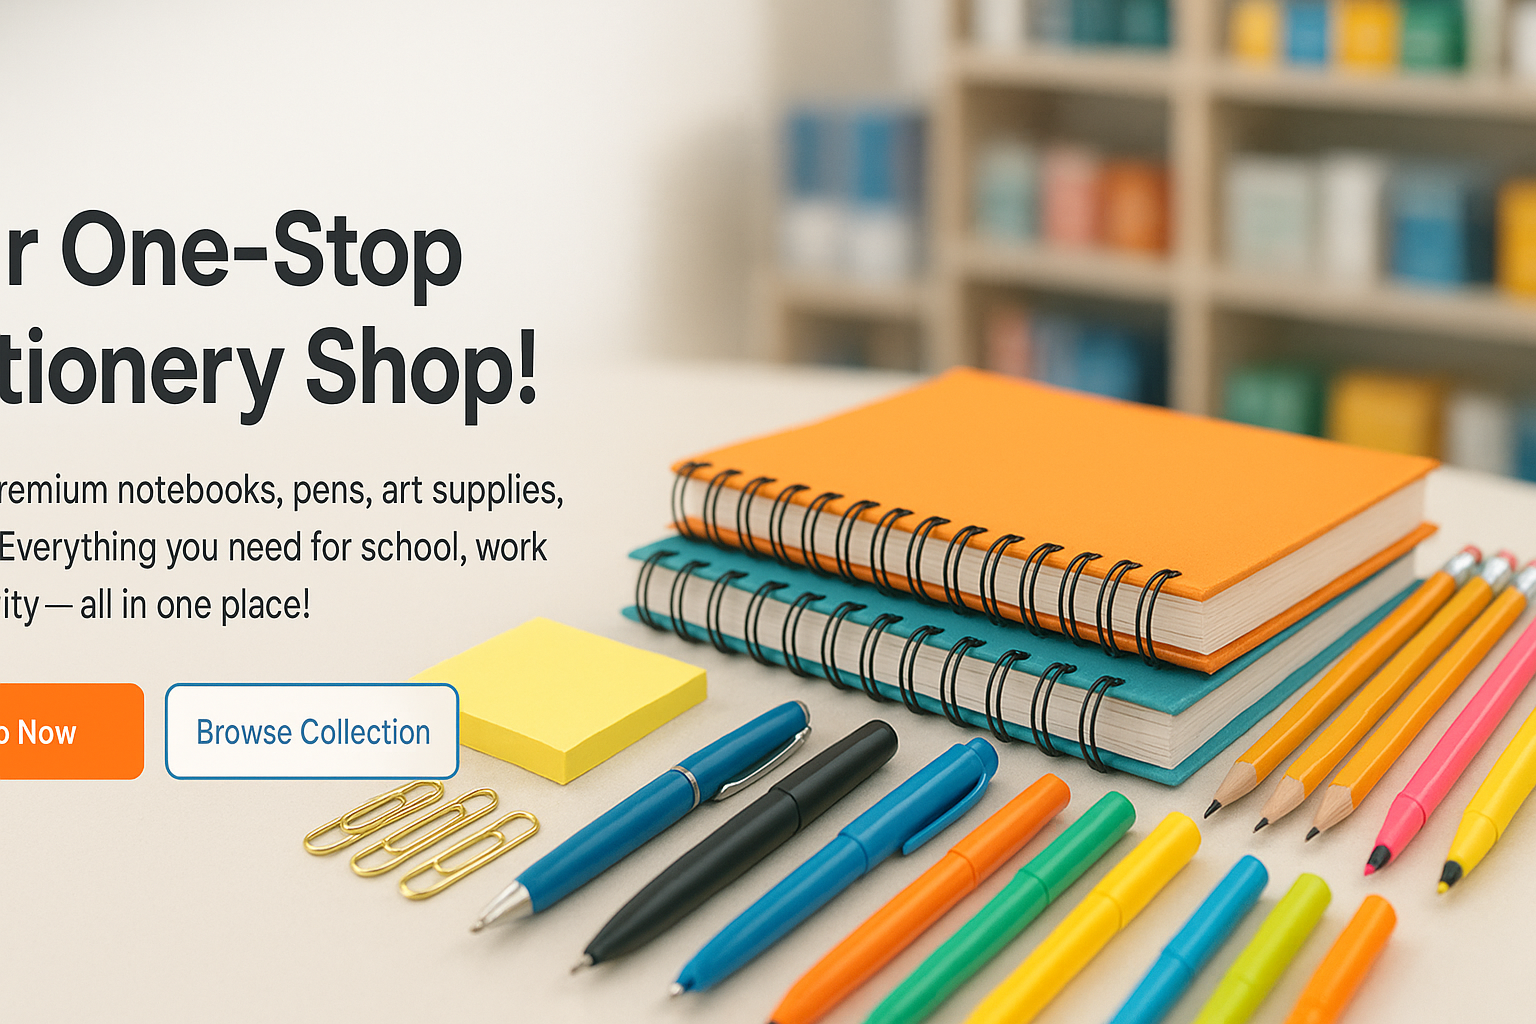 r One-Stop
tionery Shop!
remium notebooks, pens, art supplies,
Everything you need for school, work
ity — all in one place!
o Now
Browse Collection